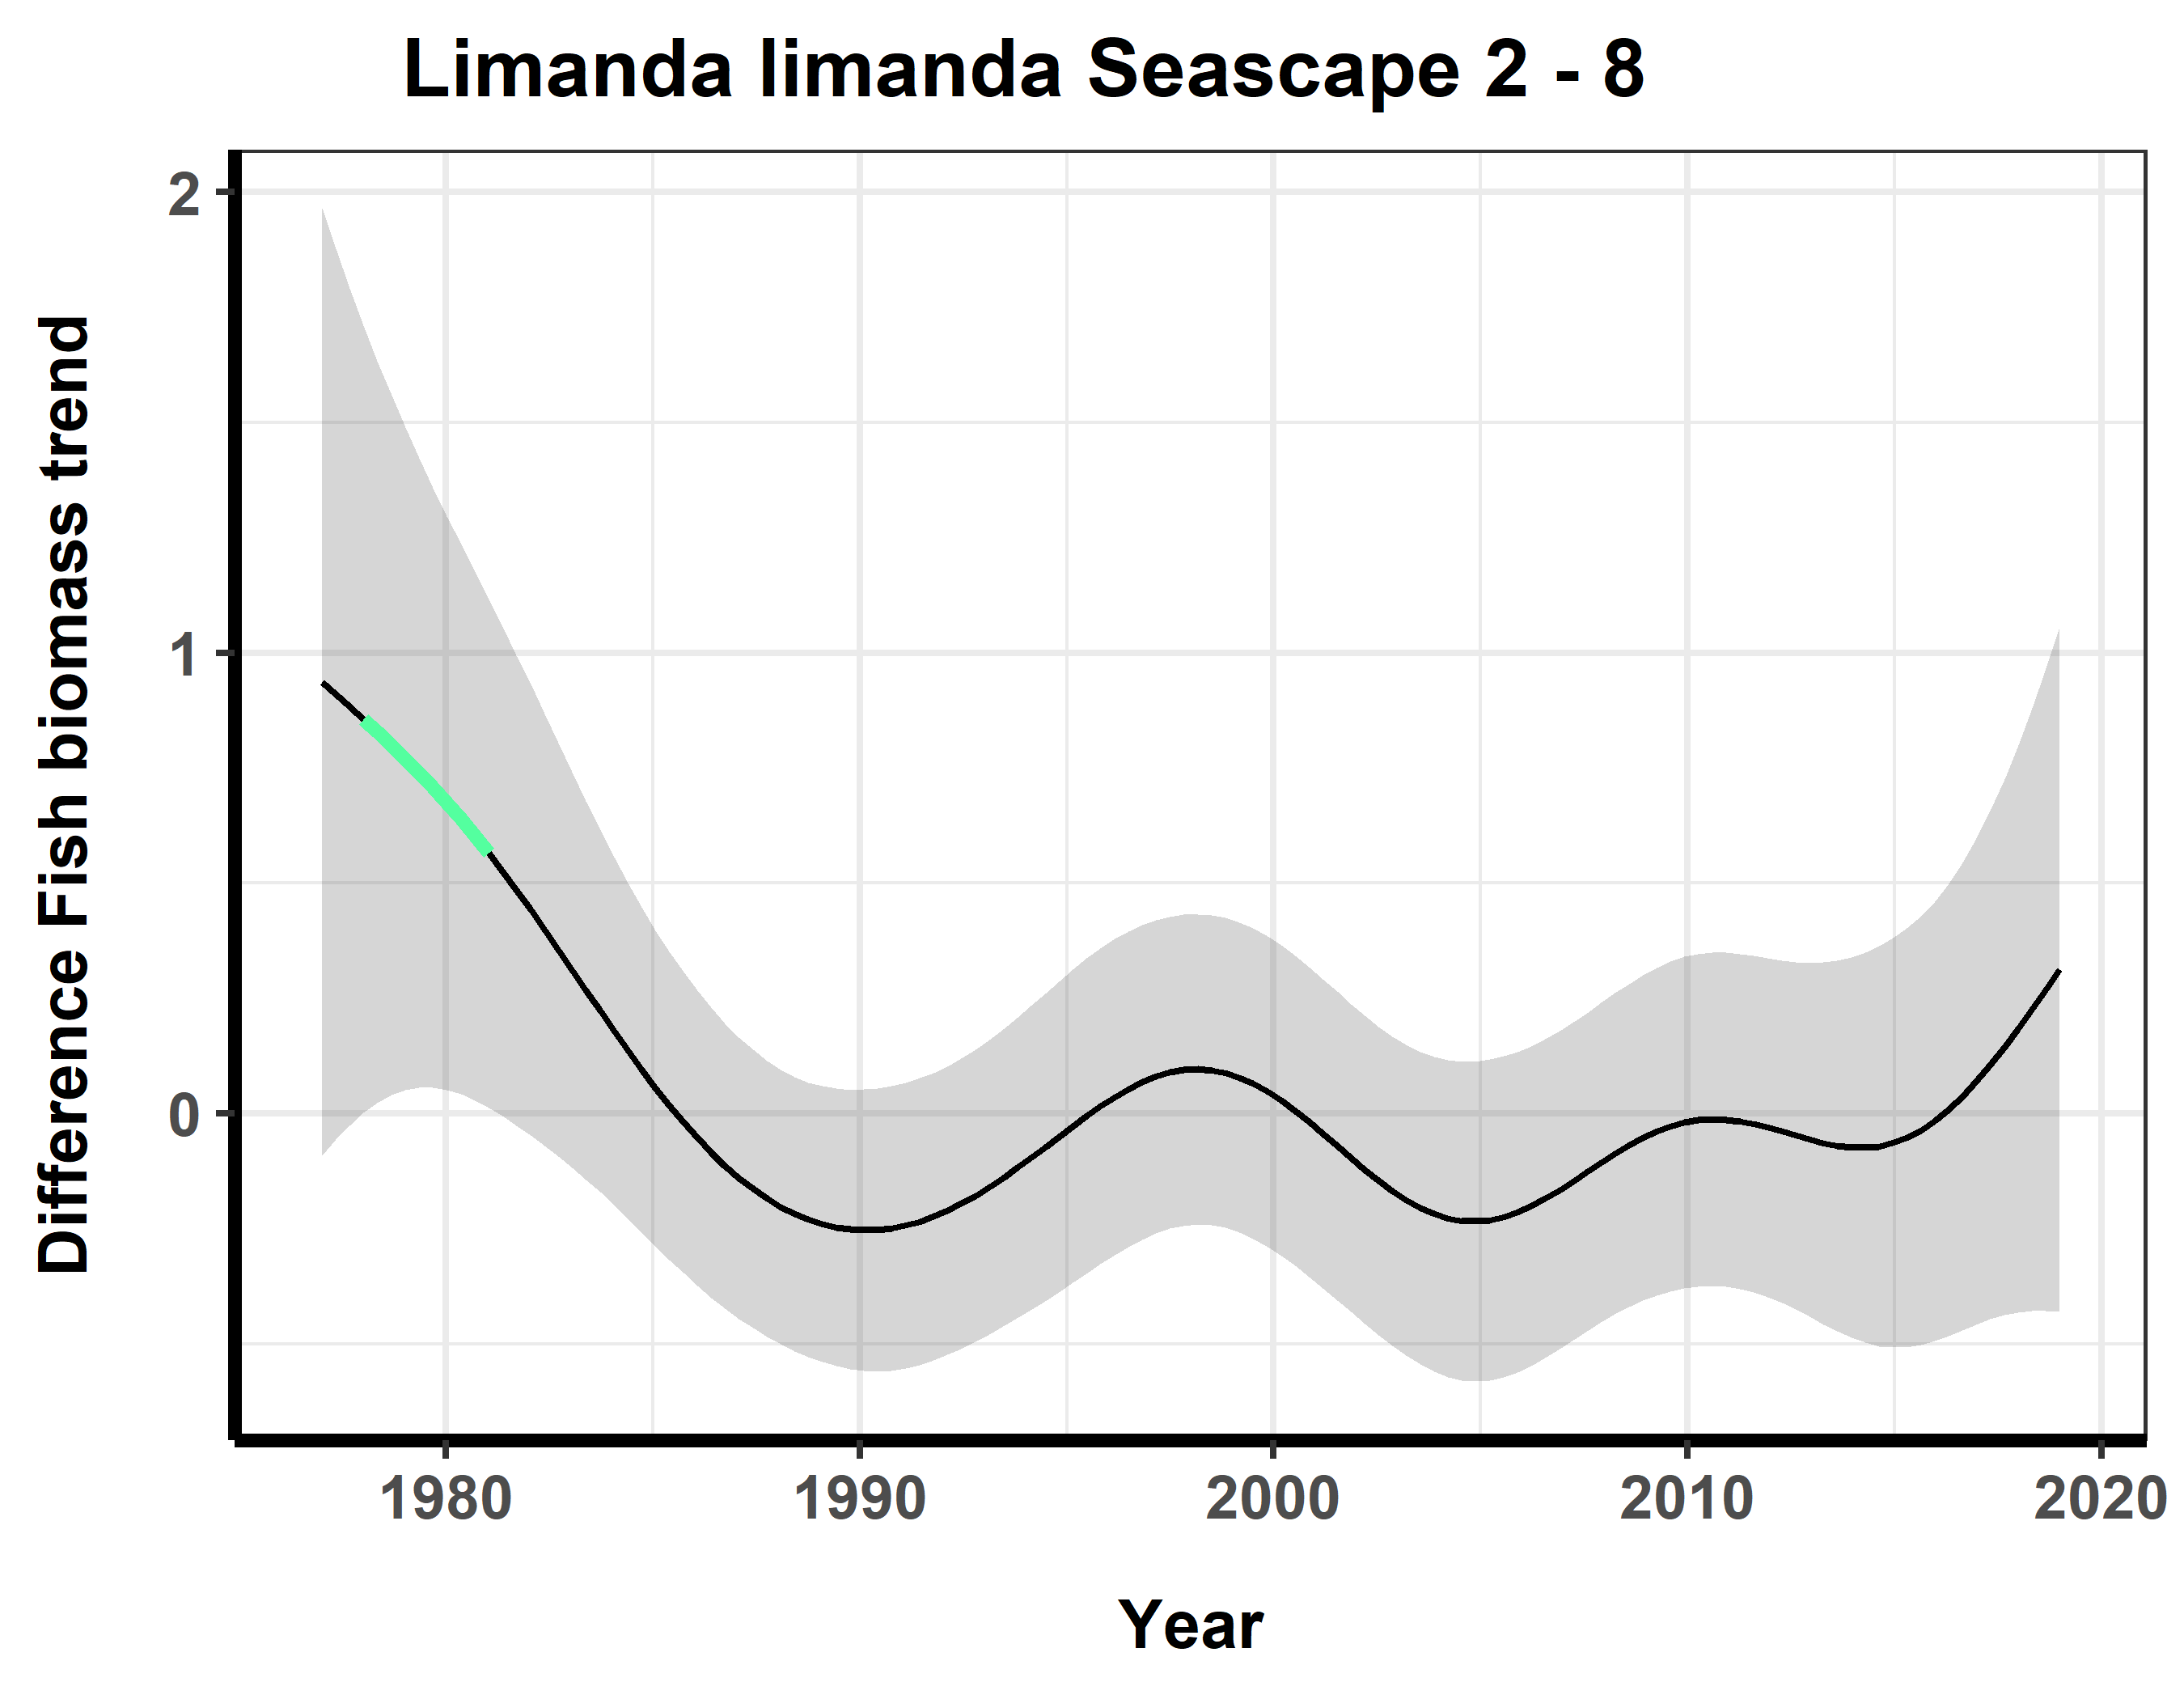 Limanda limanda Seascape 2 - 8
Difference Fish biomass trend
2
1
0
1980 1990 2000 2010 2020
Year